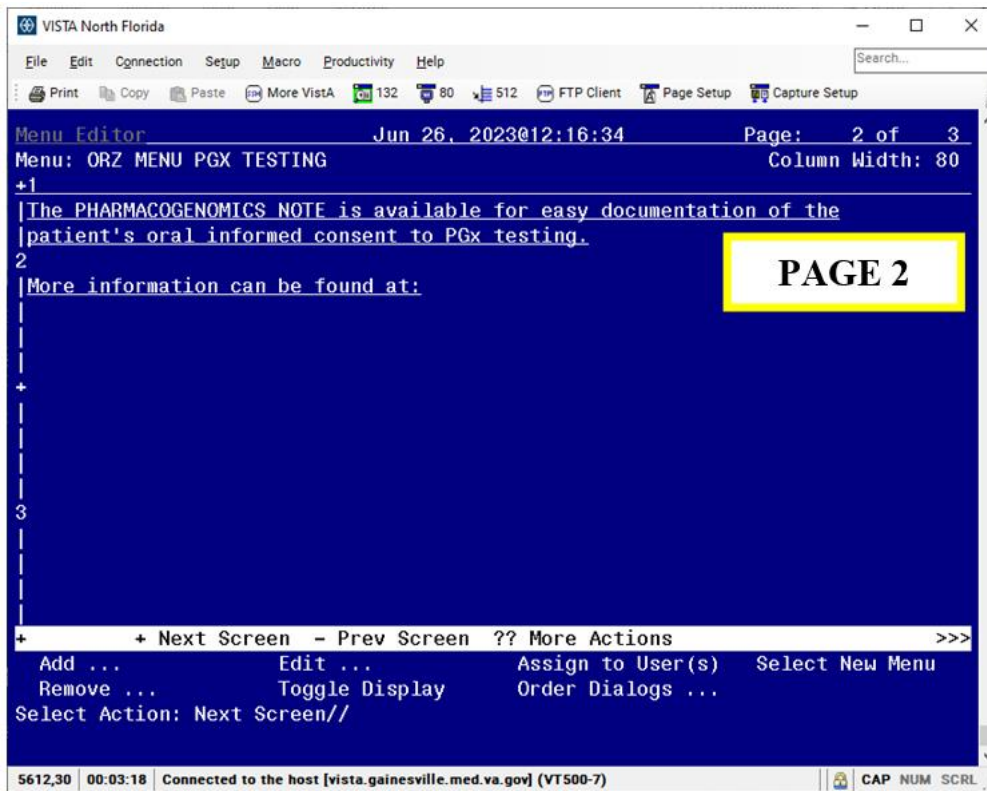 VISTA North Florida
File Edit Connection Setup Macro Productivity Help Search...
Print Copy Paste More VistA 132 80 512 FTP Client Page Setup Capture Setup
Menu Editor Jun 26, 2023@12:16:34 Page: 2 of 3
Menu: ORZ MENU PGX TESTING Column Width: 80
+1
|The PHARMACOGENOMICS NOTE is available for easy documentation of the
|patient's oral informed consent to PGx testing.
2
PAGE 2
|More information can be found at:
|
|
|
+
|
|
|
|
3
|
|
|
|
+ + Next Screen - Prev Screen ?? More Actions >>>
Add ... Edit ... Assign to User(s) Select New Menu
Remove ... Toggle Display Order Dialogs ...
Select Action: Next Screen//
5612,30 00:03:18 Connected to the host [vista.gainesville.med.va.gov] (VT500-7) CAP NUM SCRL